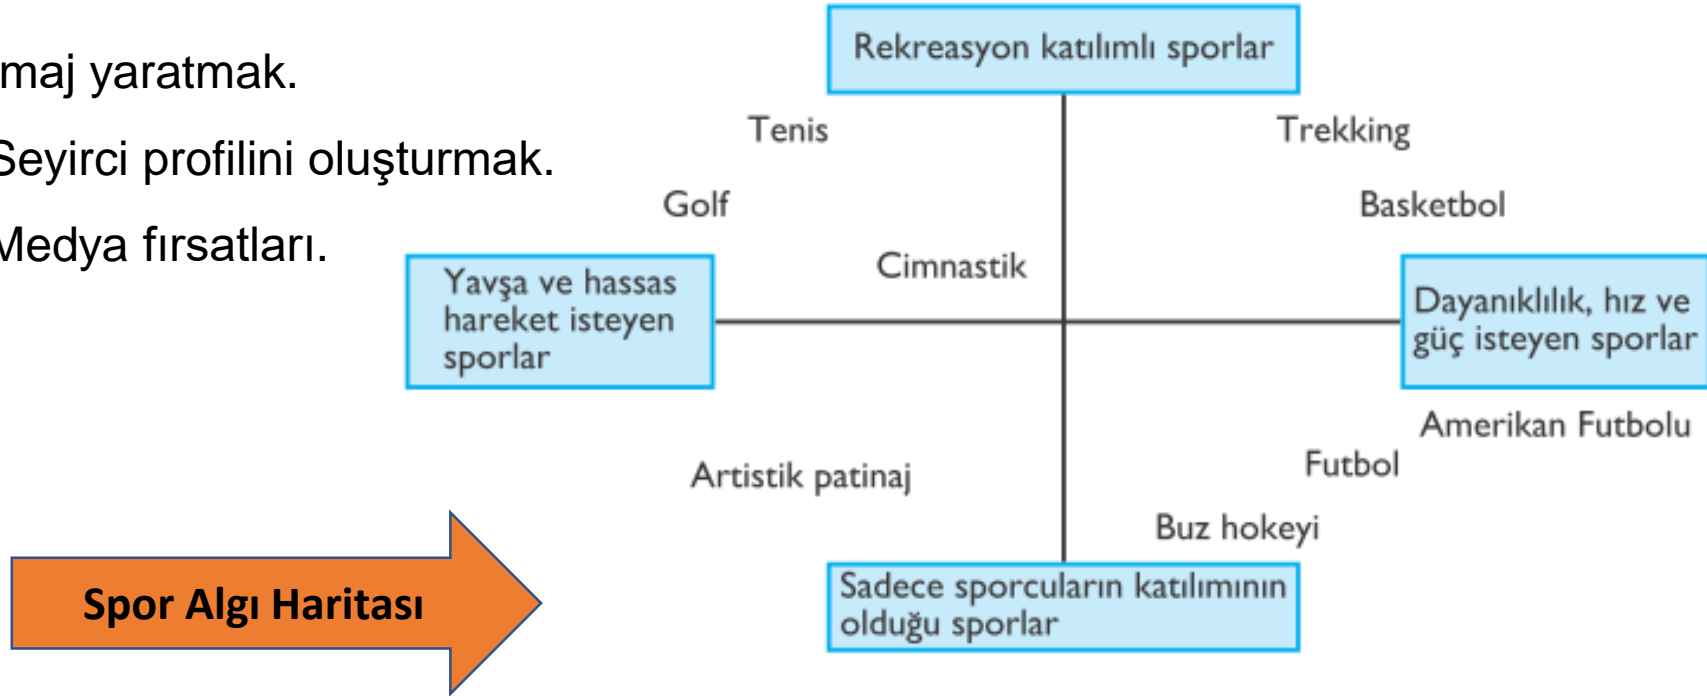 maj yaratmak.
Seyirci profilini oluşturmak.
Medya fırsatları.
Rekreasyon katılımlı sporlar
Tenis
Trekking
Golf
Basketbol
Cimnastik
Yavşa ve hassas
hareket isteyen
sporlar
Dayanıklılık, hız ve
güç isteyen sporlar
Amerikan Futbolu
Futbol
Artistik patinaj
Buz hokeyi
Sadece sporcuların katılımının
olduğu sporlar
Spor Algı Haritası